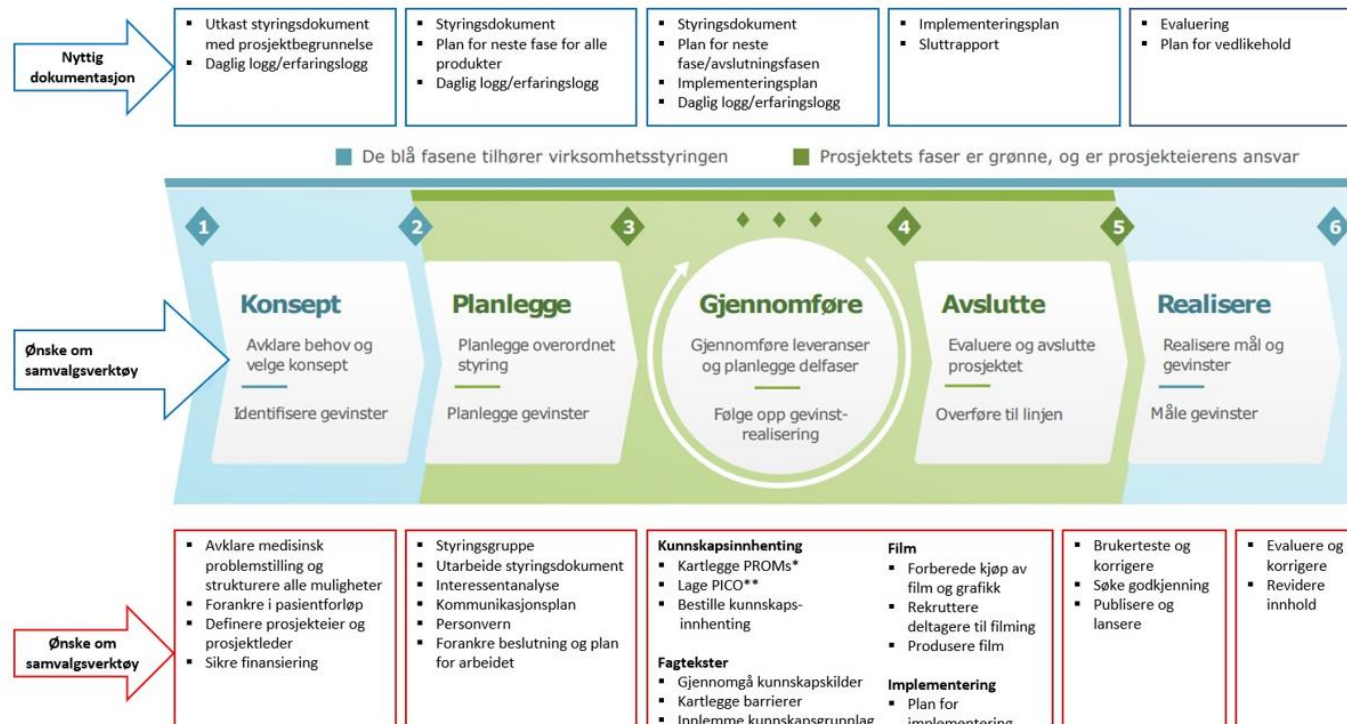 Nyttig
dokumentasjon
▪ Utkast styringsdokument
med prosjektbegrunnelse
▪ Daglig logg/erfaringslogg
▪ Styringsdokument
▪ Plan for neste fase for alle
produkter
▪ Daglig logg/erfaringslogg
▪ Styringsdokument
▪ Plan for neste
fase/avslutningsfasen
▪ Implementeringsplan
▪ Daglig logg/erfaringslogg
▪ Implementeringsplan
▪ Sluttrapport
▪ Evaluering
▪ Plan for vedlikehold
De blå fasene tilhører virksomhetsstyringen
Prosjektets faser er grønne, og er prosjekteierens ansvar
1
2
3
4
5
6
Ønske om
samvalgsverktøy
Konsept
Avklare behov og
velge konsept
Identifisere gevinster
Planlegge
Planlegge overordnet
styring
Planlegge gevinster
Gjennomføre
Gjennomføre leveranser
og planlegge delfaser
Følge opp gevinst-
realisering
Avslutte
Evaluere og avslutte
prosjektet
Overføre til linjen
Realisere
Realisere mål og
gevinster
Måle gevinster
Ønske om
samvalgsverktøy
▪ Avklare medisinsk
problemstilling og
strukturere alle muligheter
▪ Forankre i pasientforløp
▪ Definere prosjekteier og
prosjektleder
▪ Sikre finansiering
▪ Styringsgruppe
▪ Utarbeide styringsdokument
▪ Interessentanalyse
▪ Kommunikasjonsplan
▪ Personvern
▪ Forankre beslutning og plan
for arbeidet
Kunnskapsinnhenting
▪ Kartlegge PROMs*
▪ Lage PICO**
▪ Bestille kunnskaps-
innhenting
Fagtekster
▪ Gjennomgå kunnskapskilder
▪ Kartlegge barrierer
▪ Innlemme kunnskapsgrunnlag
Film
▪ Forberede kjøp av
film og grafikk
▪ Rekruttere
deltagere til filming
▪ Produsere film
Implementering
▪ Plan for
implementering
▪ Brukerteste og
korrigere
▪ Søke godkjenning
▪ Publisere og
lansere
▪ Evaluere og
korrigere
▪ Revidere
innhold